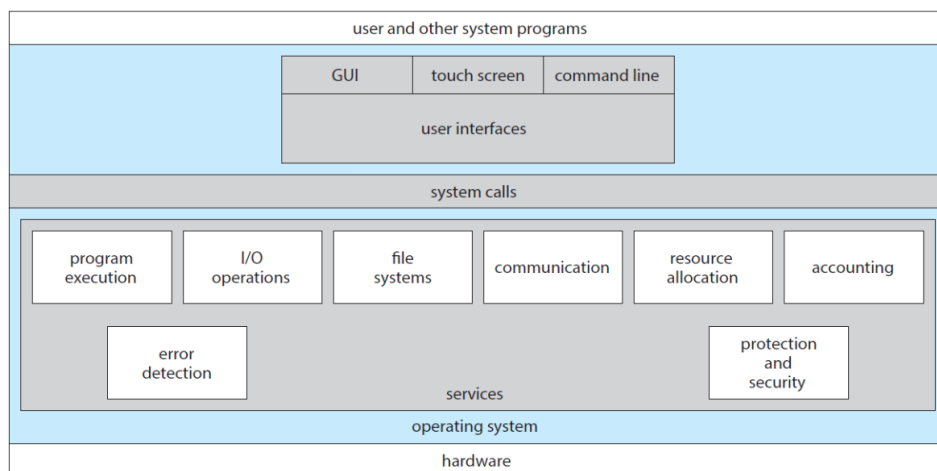 user and other system programs
GUI
touch screen
command line
user interfaces
system calls
program
execution
I/O
operations
file
systems
communication
resource
allocation
accounting
error
detection
protection
and
security
services
operating system
hardware